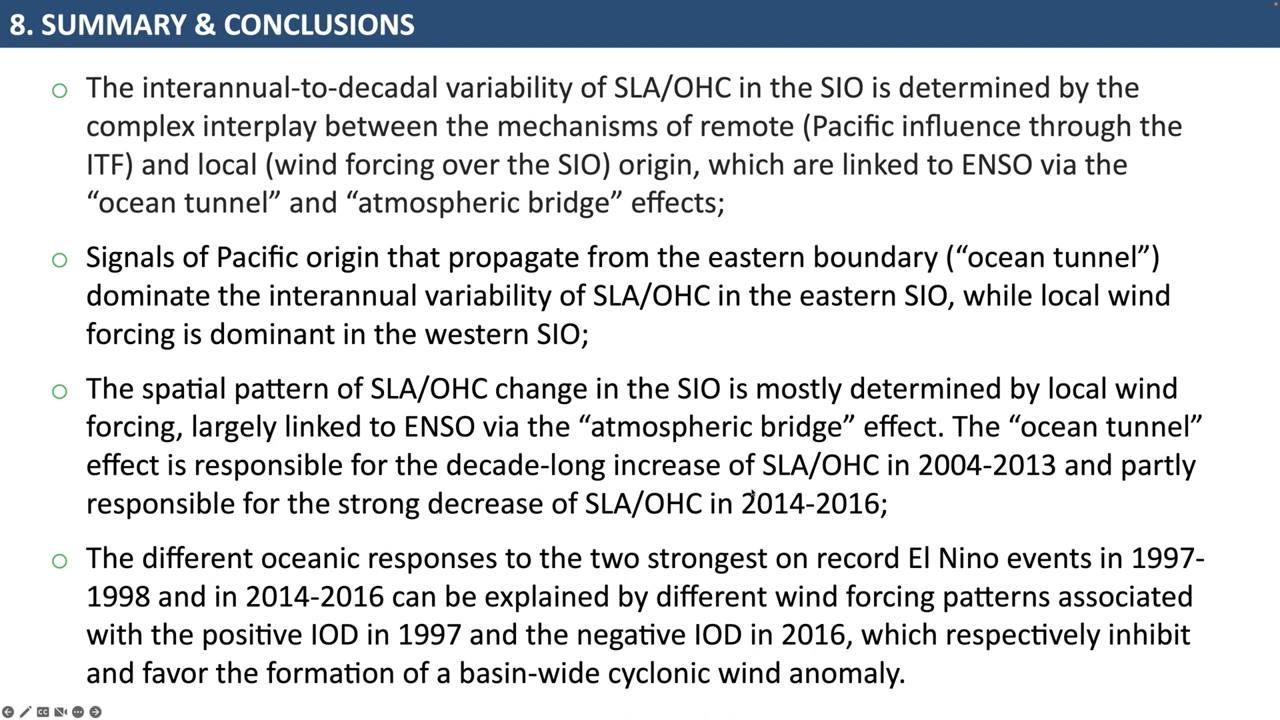 8. SUMMARY & CONCLUSIONS
The interannual-to-decadal variability of SLA/OHC in the SIO is determined by the
complex interplay between the mechanisms of remote (Pacific influence through the
ITF) and local (wind forcing over the SIO) origin, which are linked to ENSO via the
“ocean tunnel” and “atmospheric bridge” effects;
Signals of Pacific origin that propagate from the eastern boundary (“ocean tunnel”)
dominate the interannual variability of SLA/OHC in the eastern SIO, while local wind
forcing is dominant in the western SIO;
The spatial pattern of SLA/OHC change in the SIO is mostly determined by local wind
forcing, largely linked to ENSO via the “atmospheric bridge” effect. The “ocean tunnel”
effect is responsible for the decade-long increase of SLA/OHC in 2004-2013 and partly
responsible for the strong decrease of SLA/OHC in 2014-2016;
The different oceanic responses to the two strongest on record El Nino events in 1997-
1998 and in 2014-2016 can be explained by different wind forcing patterns associated
with the positive IOD in 1997 and the negative IOD in 2016, which respectively inhibit
and favor the formation of a basin-wide cyclonic wind anomaly.